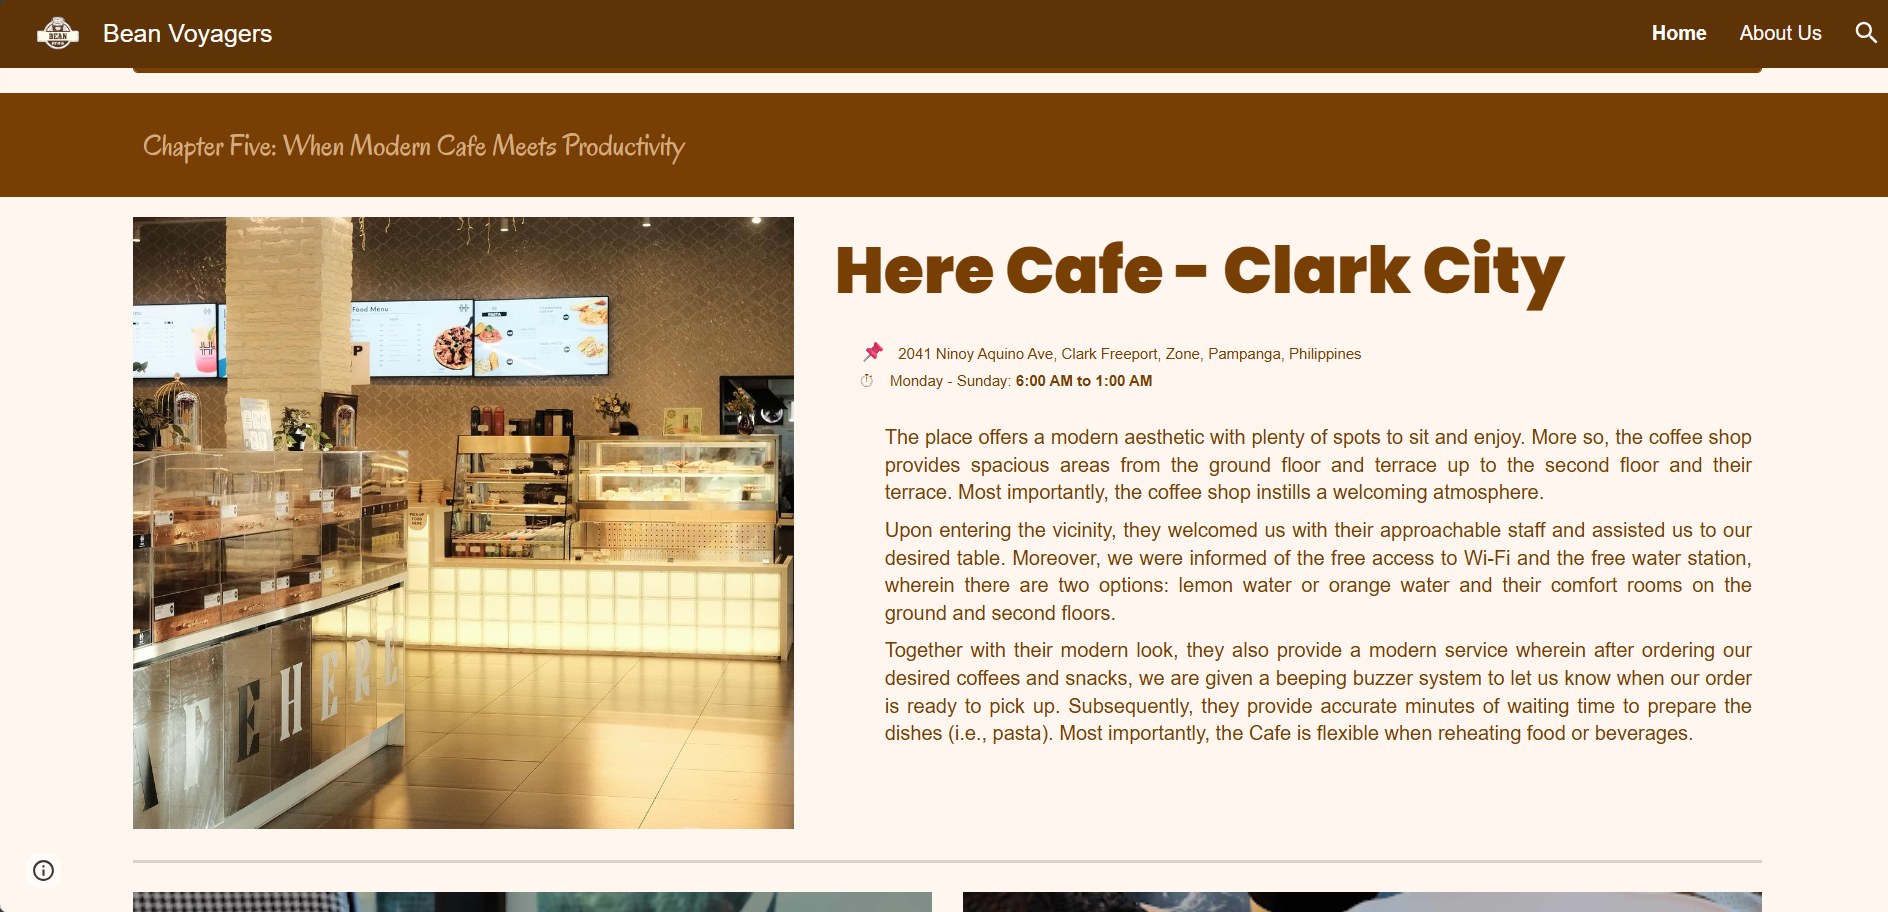 BEAN
Bean Voyagers
Home
About Us
Chapter Five: When Modern Cafe Meets Productivity
Here Cafe - Clark City
2041 Ninoy Aquino Ave, Clark Freeport, Zone, Pampanga, Philippines
Monday - Sunday: 6:00 AM to 1:00 AM
The place offers a modern aesthetic with plenty of spots to sit and enjoy. More so, the coffee shop
provides spacious areas from the ground floor and terrace up to the second floor and their
terrace. Most importantly, the coffee shop instills a welcoming atmosphere.
Upon entering the vicinity, they welcomed us with their approachable staff and assisted us to our
desired table. Moreover, we were informed of the free access to Wi-Fi and the free water station,
wherein there are two options: lemon water or orange water and their comfort rooms on the
ground and second floors.
Together with their modern look, they also provide a modern service wherein after ordering our
desired coffees and snacks, we are given a beeping buzzer system to let us know when our order
is ready to pick up. Subsequently, they provide accurate minutes of waiting time to prepare the
dishes (i.e., pasta). Most importantly, the Cafe is flexible when reheating food or beverages.
Food Menu
PASTA
P
PICK UP
FOOD
HERE
REHERE